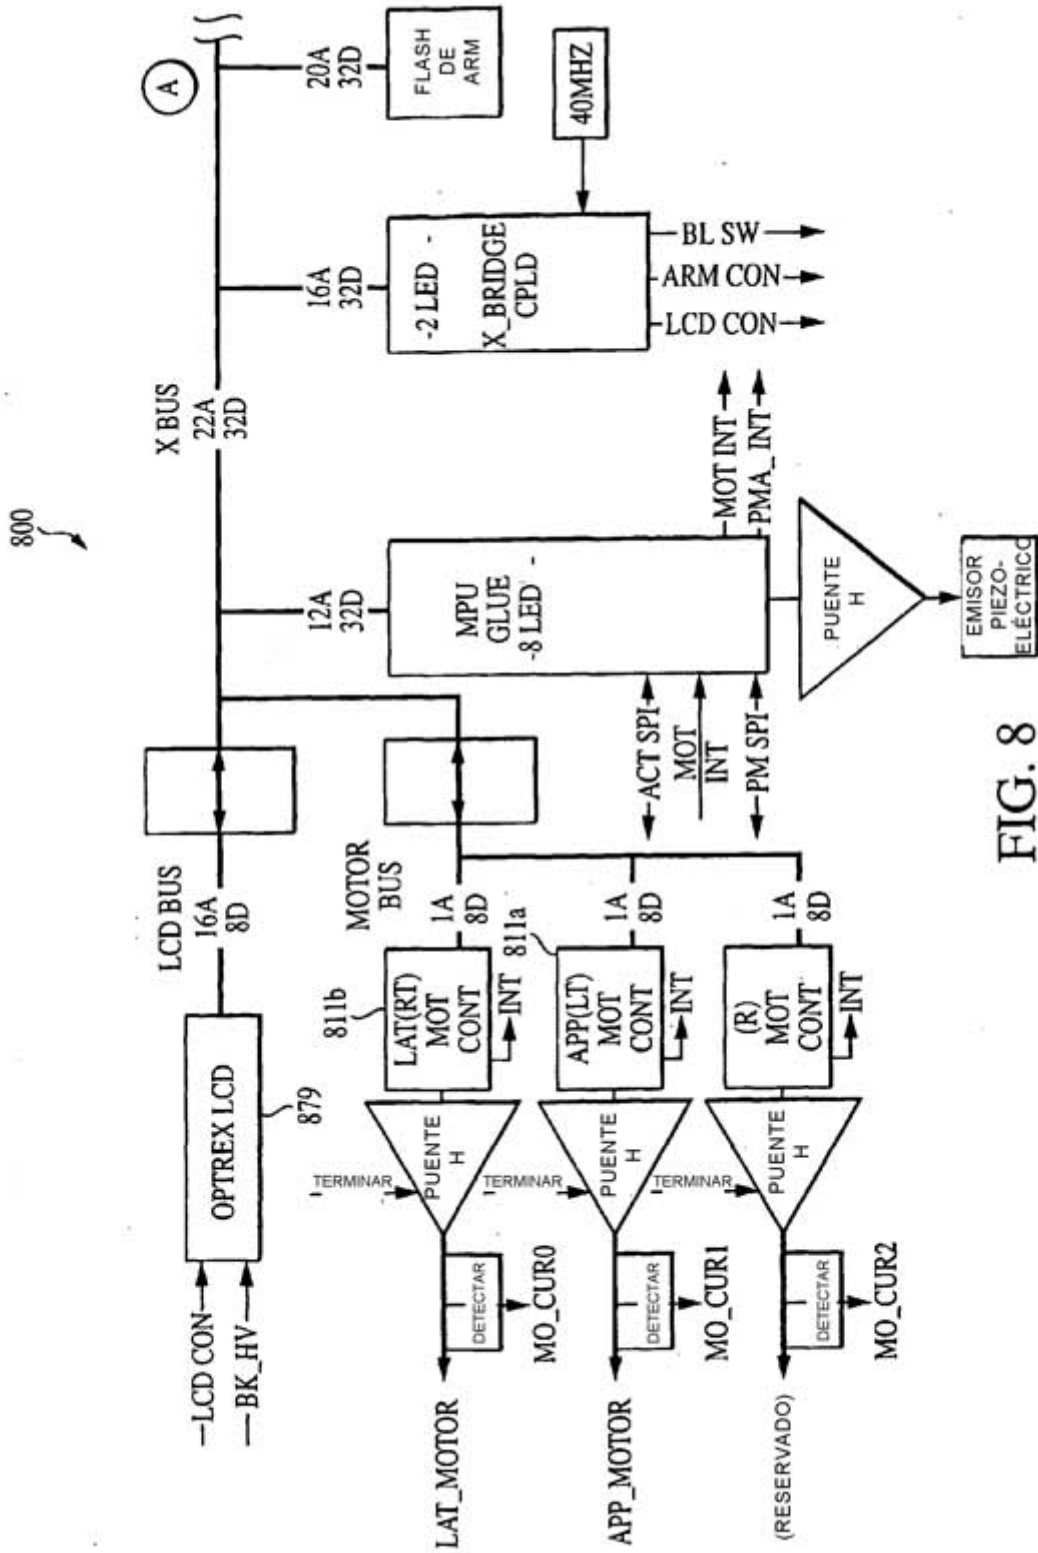 800
A
X BUS
22A
32D
20A
32D
FLASH
DE
ARM
16A
32D
-2 LED -
X_BRIDGE
CPLD
40MHZ
BL SW
ARM CON
LCD CON
12A
32D
MPU
GLUE
-8 LED -
MOT INT
PMA_INT
ACT SPI
MOT
INT
PM SPI
PUENTE
H
EMISOR
PIEZO-
ELÉCTRICO
LCD BUS
16A
8D
OPTREX LCD
879
LCD CON
BK_HV
MOTOR
BUS
1A
8D
811b
LAT(RT)
MOT
CONT
INT
PUENTE
H
TERMINAR
DETECTAR
MO_CUR0
LAT_MOTOR
1A
8D
811a
APP(LT)
MOT
CONT
INT
PUENTE
H
TERMINAR
DETECTAR
MO_CUR1
APP_MOTOR
1A
8D
(R)
MOT
CONT
INT
PUENTE
H
TERMINAR
DETECTAR
MO_CUR2
(RESERVADO)
FIG. 8